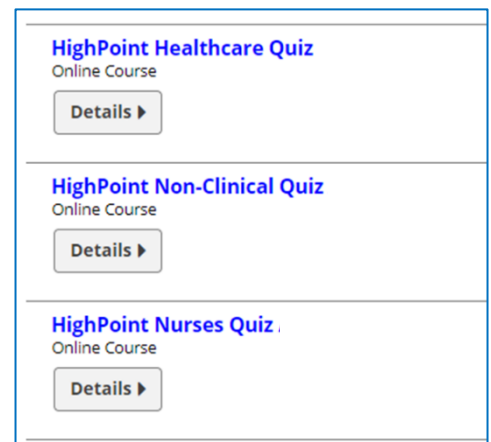 HighPoint Healthcare Quiz
Online Course
Details
HighPoint Non-Clinical Quiz
Online Course
Details
HighPoint Nurses Quiz
Online Course
Details